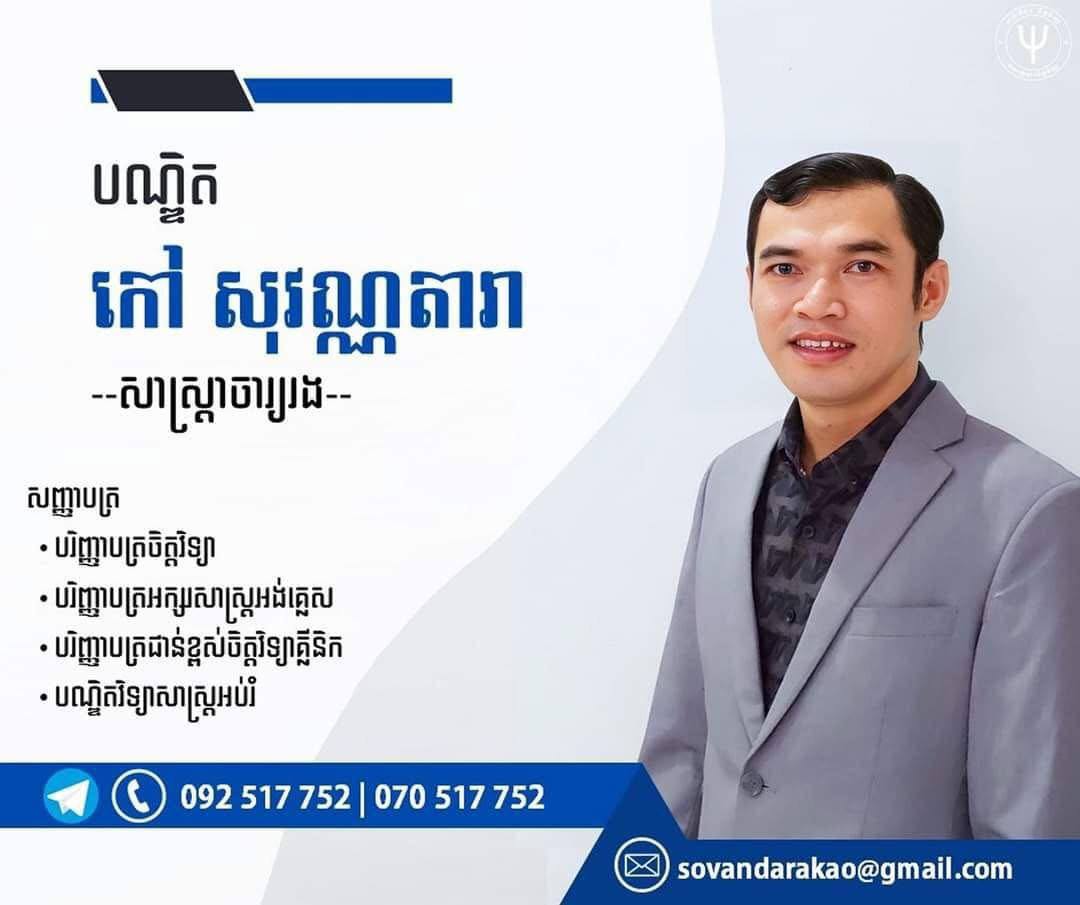 បណ្ឌិត
កៅ សុវណ្ណតារា
--សាស្ត្រាចារ្យរង--
សញ្ញាបត្រ
• បរិញ្ញាបត្រចិត្តវិទ្យា
• បរិញ្ញាបត្រអក្សរសាស្ត្រអង់គ្លេស
• បរិញ្ញាបត្រជាន់ខ្ពស់ចិត្តវិទ្យាគ្លីនិក
• បណ្ឌិតវិទ្យាសាស្ត្រអប់រំ
092 517 752 | 070 517 752
sovandarakao@gmail.com